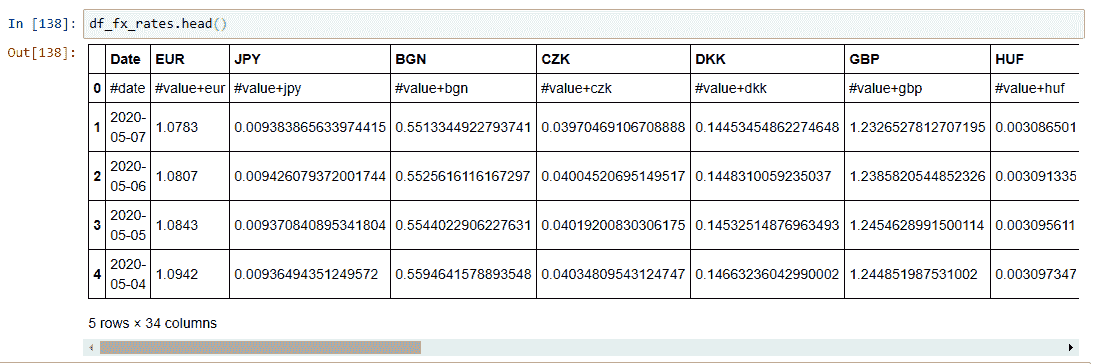 In [138]: df_fx_rates.head()
Out[138]:
Date EUR JPY BGN CZK DKK GBP HUF
0 #date #value+eur #value+jpy #value+bgn #value+czk #value+dkk #value+gbp #value+huf
1 2020-05-07 1.0783 0.009383865633974415 0.5513344922793741 0.03970469106708888 0.14453454862274648 1.2326527812707195 0.003086501
2 2020-05-06 1.0807 0.009426079372001744 0.5525616116167297 0.04004520695149517 0.1448310059235037 1.2385820544852326 0.003091335
3 2020-05-05 1.0843 0.009370840895341804 0.5544022906227631 0.04019200830306175 0.14532514876963493 1.2454628991500114 0.003095611
4 2020-05-04 1.0942 0.00936494351249572 0.5594641578893548 0.04034809543124747 0.14663236042990002 1.244851987531002 0.003097347
5 rows × 34 columns